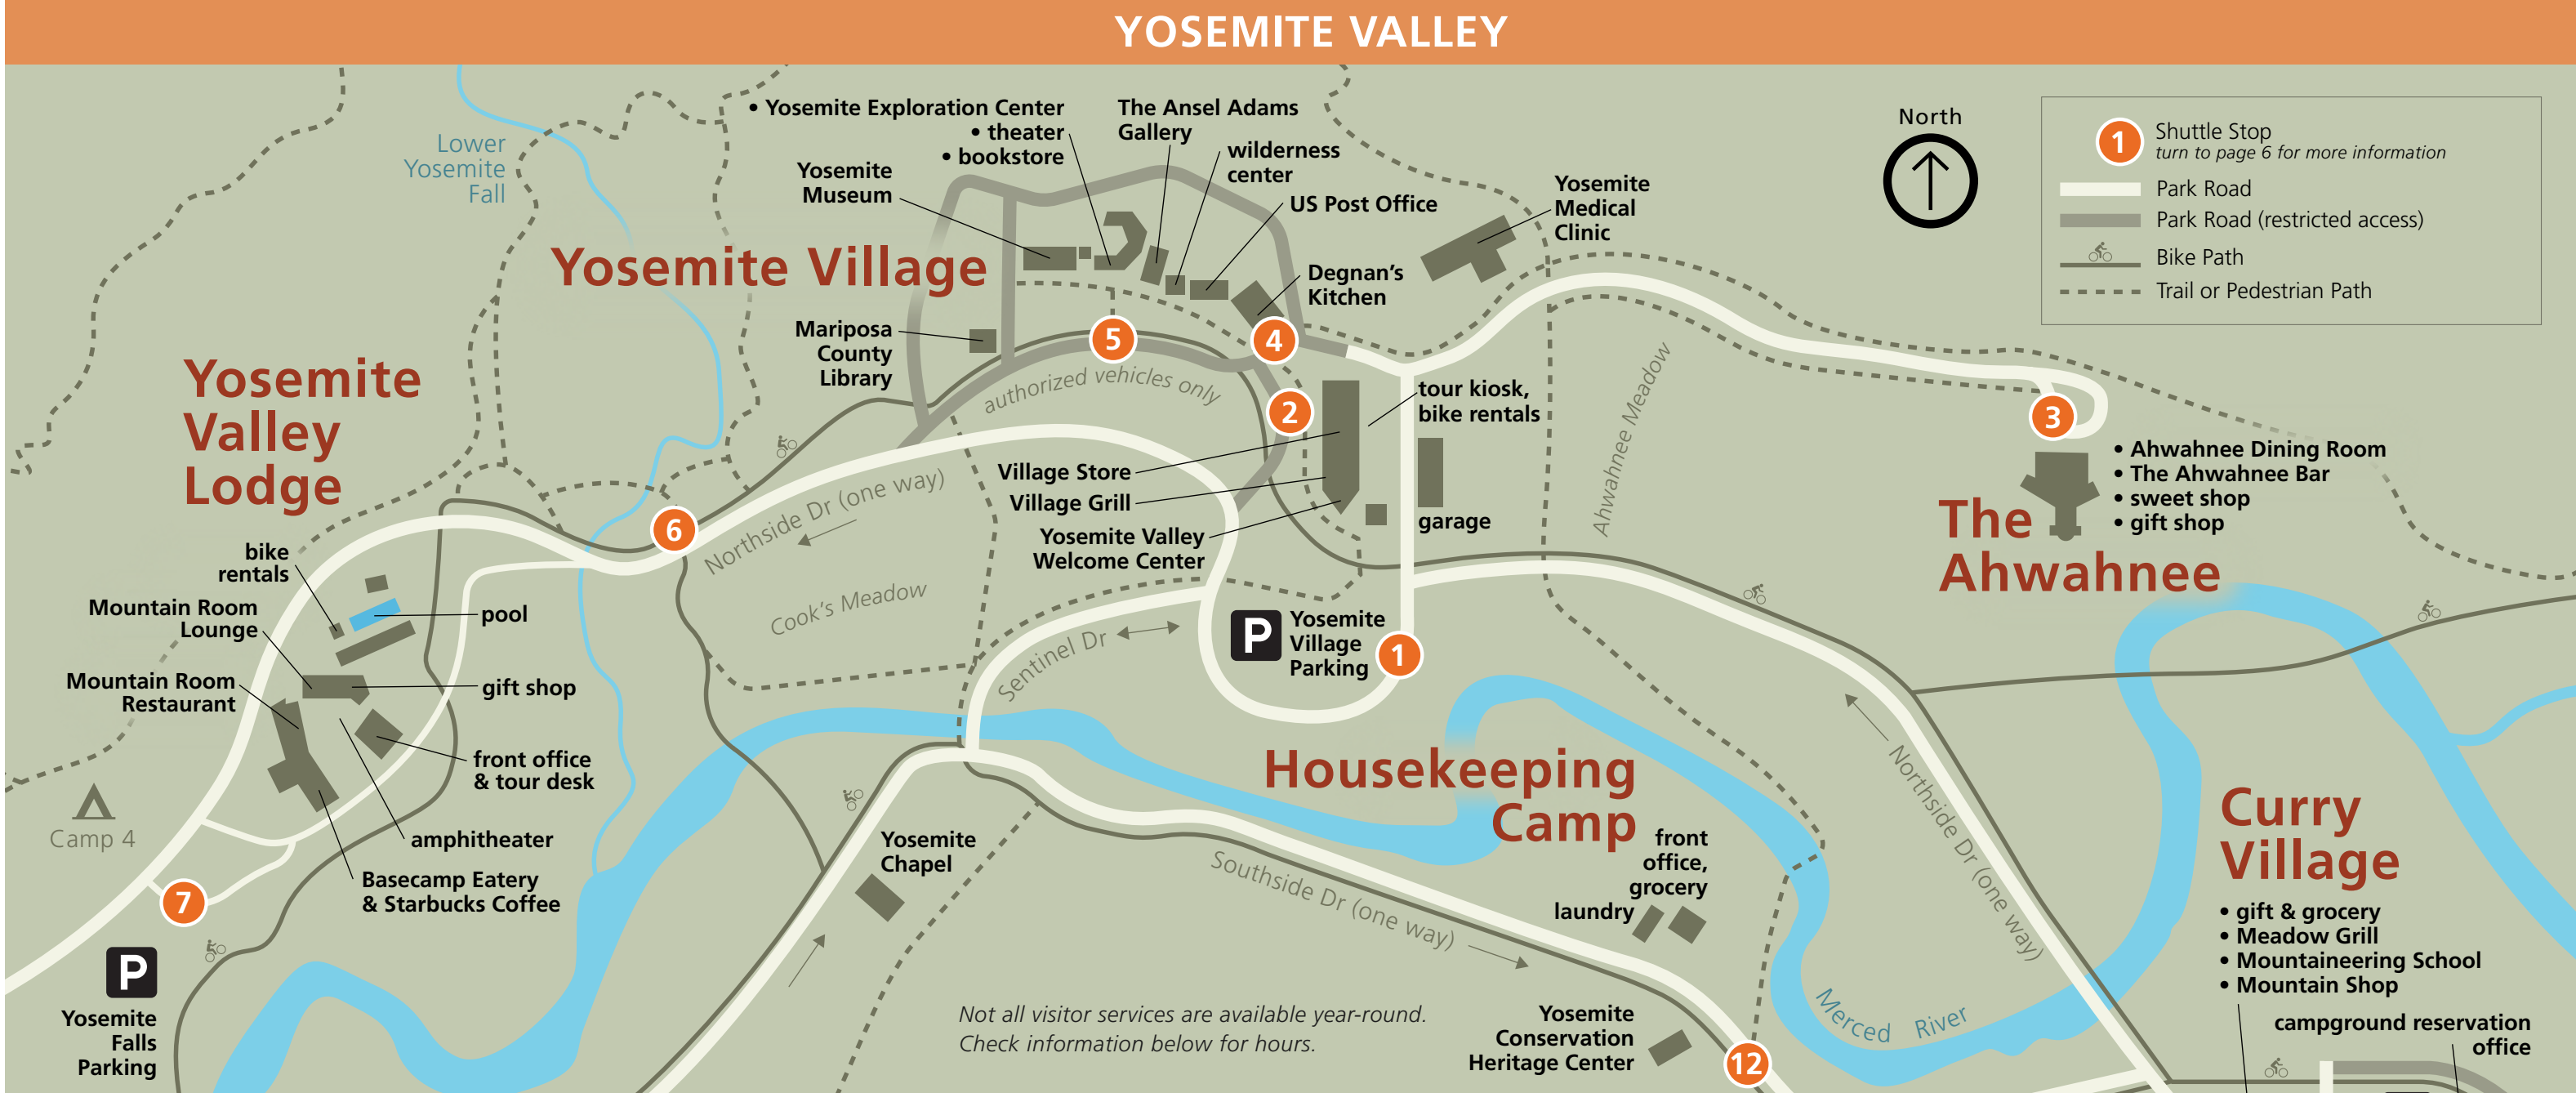 YOSEMITE VALLEY
Lower
Yosemite
Fall
• Yosemite Exploration Center
• theater
• bookstore
The Ansel Adams
Gallery
wilderness
center
US Post Office
Yosemite
Museum
Yosemite Village
Yosemite
Medical
Clinic
Degnan's
Kitchen
North
1
Shuttle Stop
turn to page 6 for more information
Park Road
Park Road (restricted access)
Bike Path
Trail or Pedestrian Path
Mariposa
County
Library
5
4
authorized vehicles only
2
tour kiosk,
bike rentals
Ahwahnee Meadow
3
• Ahwahnee Dining Room
• The Ahwahnee Bar
• sweet shop
• gift shop
The
Ahwahnee
Yosemite
Valley
Lodge
Village Store
Village Grill
Yosemite Valley
Welcome Center
garage
6
Northside Dr (one way)
Cook's Meadow
bike
rentals
Mountain Room
Lounge
Mountain Room
Restaurant
pool
gift shop
front office
& tour desk
amphitheater
Basecamp Eatery
& Starbucks Coffee
Camp 4
7
P
Yosemite
Falls
Parking
Sentinel Dr
P
Yosemite
Village
Parking
1
Housekeeping
Camp
front
office,
grocery
laundry
Yosemite
Chapel
Southside Dr (one way)
Northside Dr (one way)
Curry
Village
• gift & grocery
• Meadow Grill
• Mountaineering School
• Mountain Shop
campground reservation
office
Not all visitor services are available year-round.
Check information below for hours.
Yosemite
Conservation
Heritage Center
12
Merced River